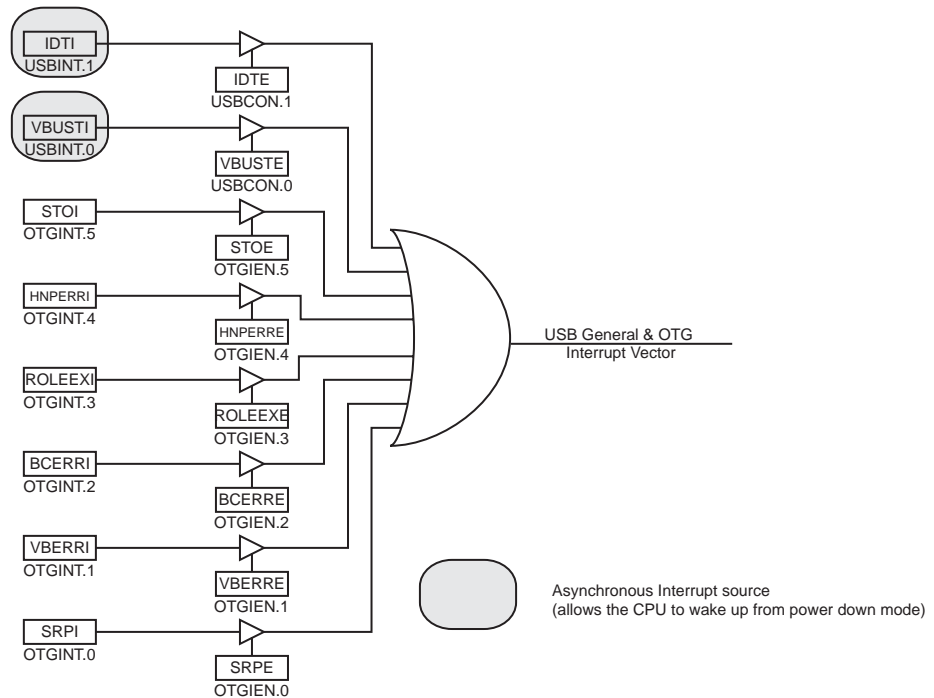 IDTI
USBINT.1
IDTE
USBCON.1
VBUSTI
USBINT.0
VBUSTE
USBCON.0
STOI
OTGINT.5
STOE
OTGIEN.5
HNPERRI
OTGINT.4
HNPERRE
OTGIEN.4
USB General & OTG
Interrupt Vector
ROLEEXI
OTGINT.3
ROLEEXE
OTGIEN.3
BCERRI
OTGINT.2
BCERRE
OTGIEN.2
VBERRI
OTGINT.1
VBERRE
OTGIEN.1
Asynchronous Interrupt source
(allows the CPU to wake up from power down mode)
SRPI
OTGINT.0
SRPE
OTGIEN.0